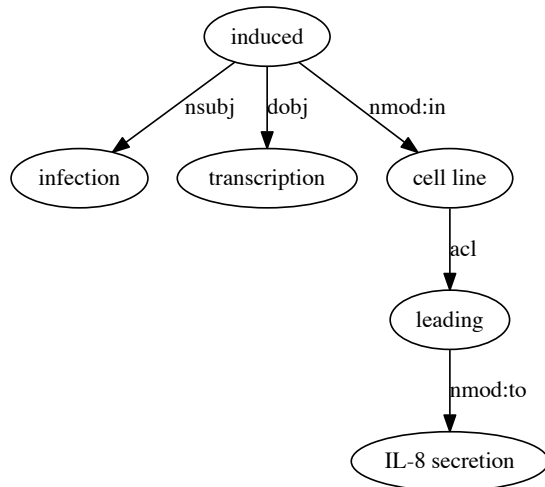 induced
nsubj
dobj
nmod:in
infection
transcription
cell line
acl
leading
nmod:to
IL-8 secretion